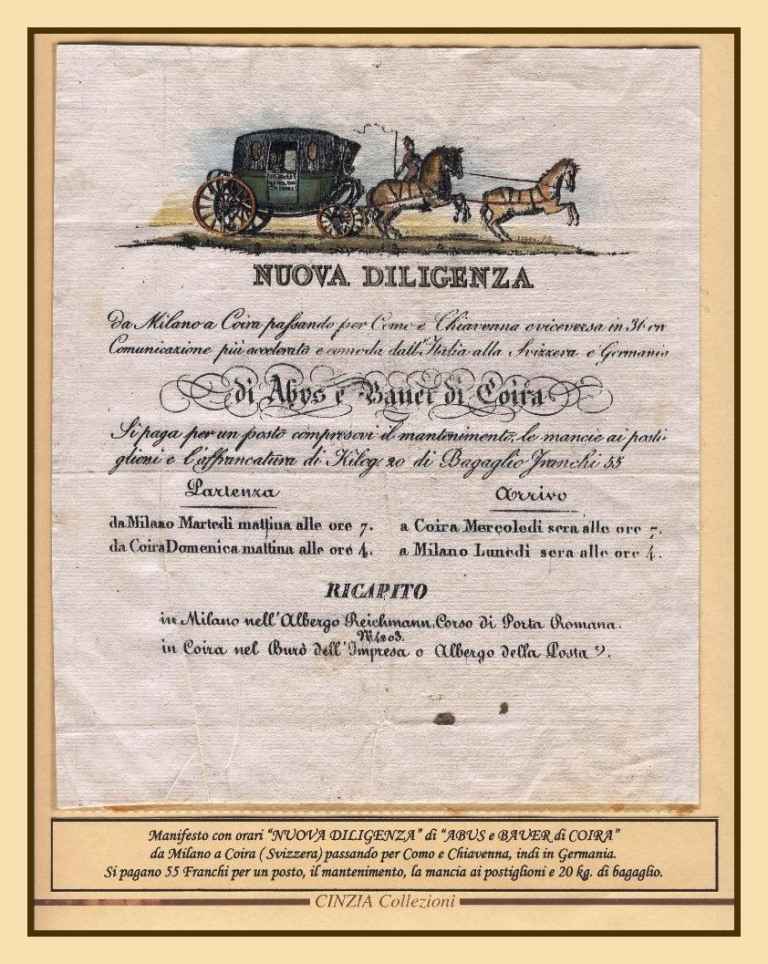 NUOVA DILIGENZA
da Milano a Coira passando per Como e Chiavenna e viceversa in 36 or
Comunicazione più accelerata e comoda dall' Italia alla Svizzera e Germania
di Abys e Bauer di Coira
Si paga per un posto compresovi il mantenimento, le mancie ai posti-
glioni e l'affrancatura di Kilog. 20 di Bagaglio Franchi 55
Partenza Arrivo
da Milano Martedi mattina alle ore 7. a Coira Mercoledi sera alle ore 7.
da Coira Domenica mattina alle ore 4. a Milano Lunedi sera alle ore 4.
RICAPITO
in Milano nell'Albergo Reichmann, Corso di Porta Romana.
N.º 4203.
in Coira nel Burò dell'Impresa o Albergo della Posta
Manifesto con orari “NUOVA DILIGENZA” di “ABUS e BAUER di COIRA”
da Milano a Coira ( Svizzera) passando per Como e Chiavenna, indi in Germania.
Si pagano 55 Franchi per un posto, il mantenimento, la mancia ai postiglioni e 20 kg. di bagaglio.
CINZIA Collezioni